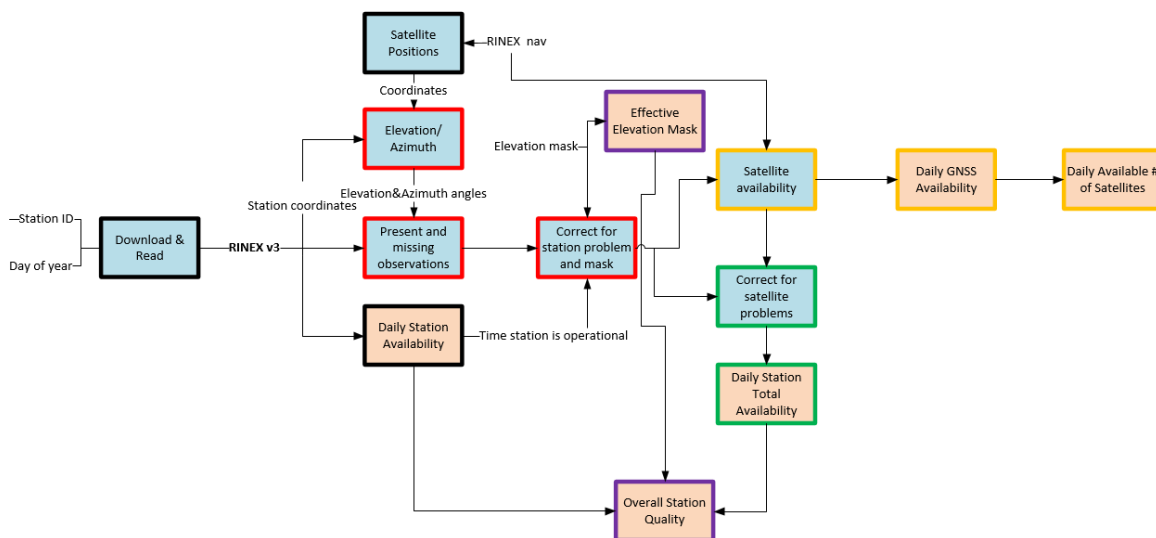 Satellite
Positions
RINEX  nav
Coordinates
Effective
Elevation Mask
Elevation/
Azimuth
Elevation mask
Satellite
availability
Daily GNSS
Availability
Daily Available #
of Satellites
Elevation&Azimuth angles
Station coordinates
Station ID
Day of year
Download &
Read
RINEX v3
Present and
missing
observations
Correct for
station problem
and mask
Correct for
satellite
problems
Daily Station
Availability
Time station is operational
Daily Station
Total
Availability
Overall Station
Quality